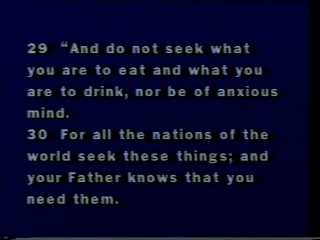 29 “And do not seek what
you are to eat and what you
are to drink, nor be of anxious
mind.
30 For all the nations of the
world seek these things; and
your Father knows that you
need them.